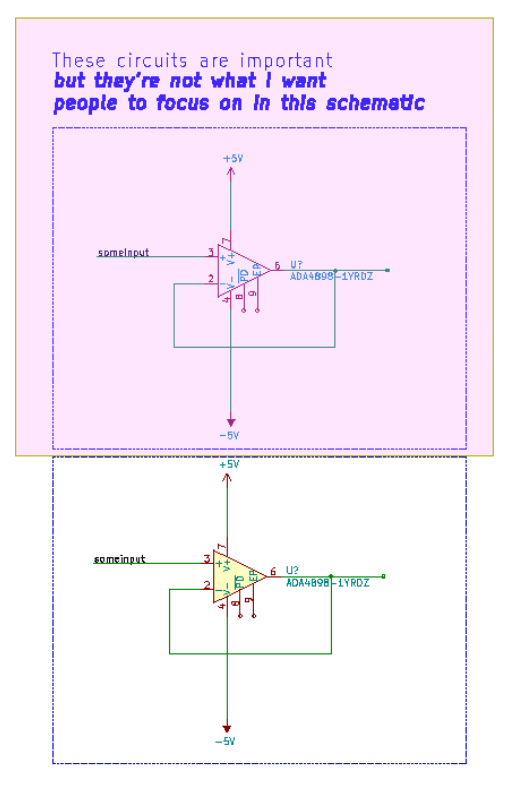 These circuits are important
but they're not what I want
people to focus on in this schematic
+5V
7
someinput
3
+
V+
6
U?
ADA4898-1YRDZ
2
-
V-
PD
EP
4
8
9
-5V
+5V
7
someinput
3
+
V+
6
U?
ADA4898-1YRDZ
2
-
V-
PD
EP
4
8
9
-5V